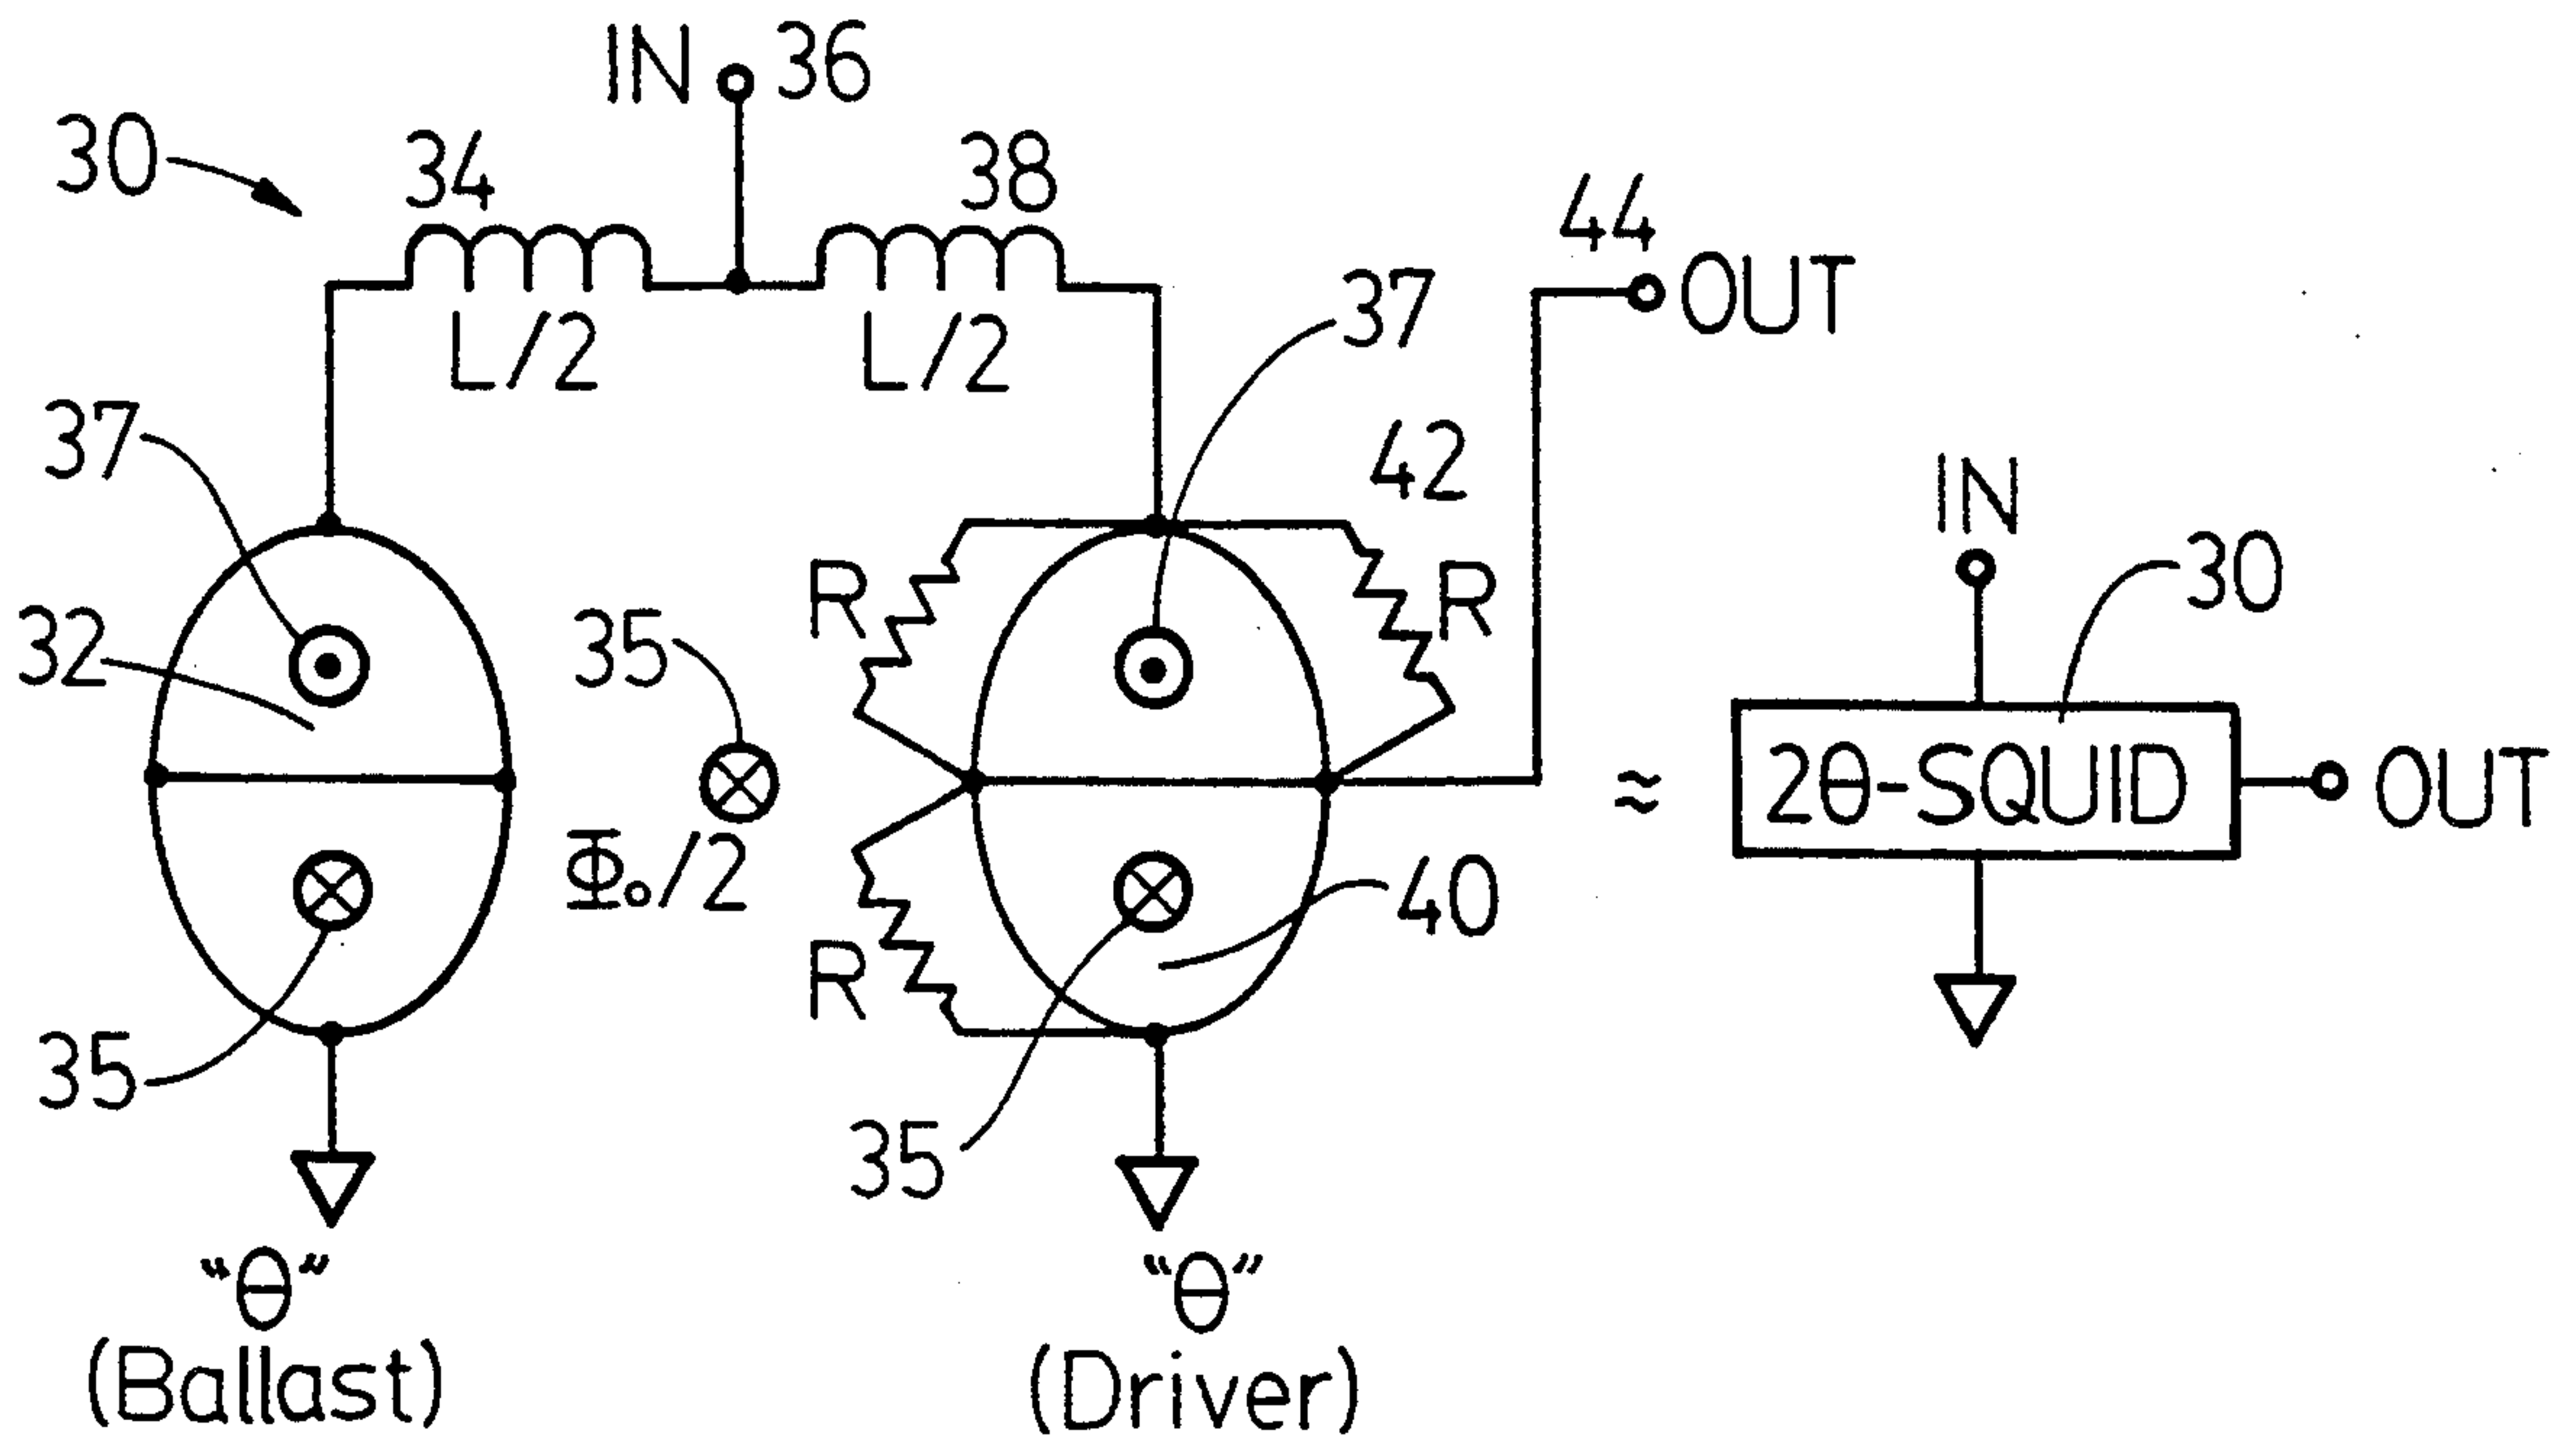 IN 36
30
34
38
44
OUT
L/2
L/2
37
37
42
IN
30
R
R
32
35
2θ-SQUID
OUT
≈
Φ₀/2
40
R
35
35
"θ"
(Ballast)
"θ"
(Driver)